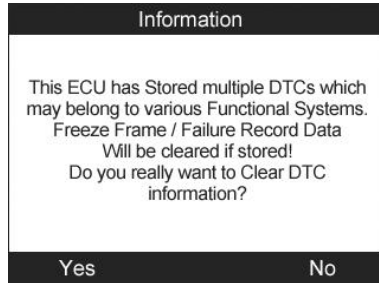 Information
This ECU has Stored multiple DTCs which
may belong to various Functional Systems.
Freeze Frame / Failure Record Data
Will be cleared if stored!
Do you really want to Clear DTC
information?
Yes No